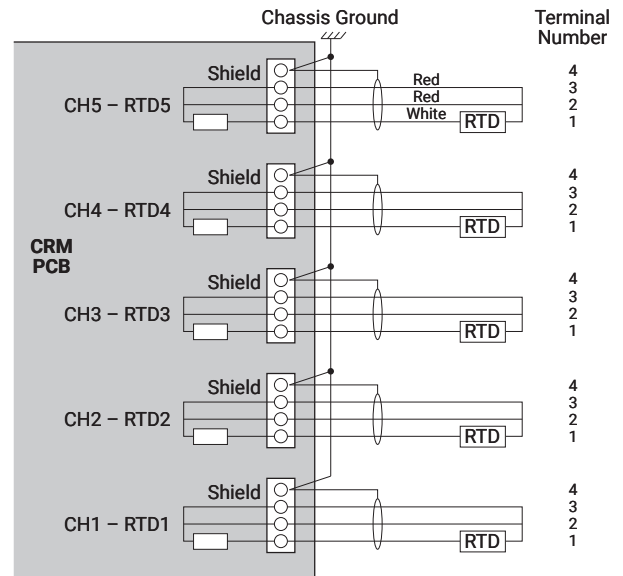 Chassis Ground
Terminal
Number
Shield
CH5 – RTD5
Red
Red
White
RTD
4
3
2
1
Shield
CH4 – RTD4
RTD
4
3
2
1
CRM
PCB
Shield
CH3 – RTD3
RTD
4
3
2
1
Shield
CH2 – RTD2
RTD
4
3
2
1
Shield
CH1 – RTD1
RTD
4
3
2
1